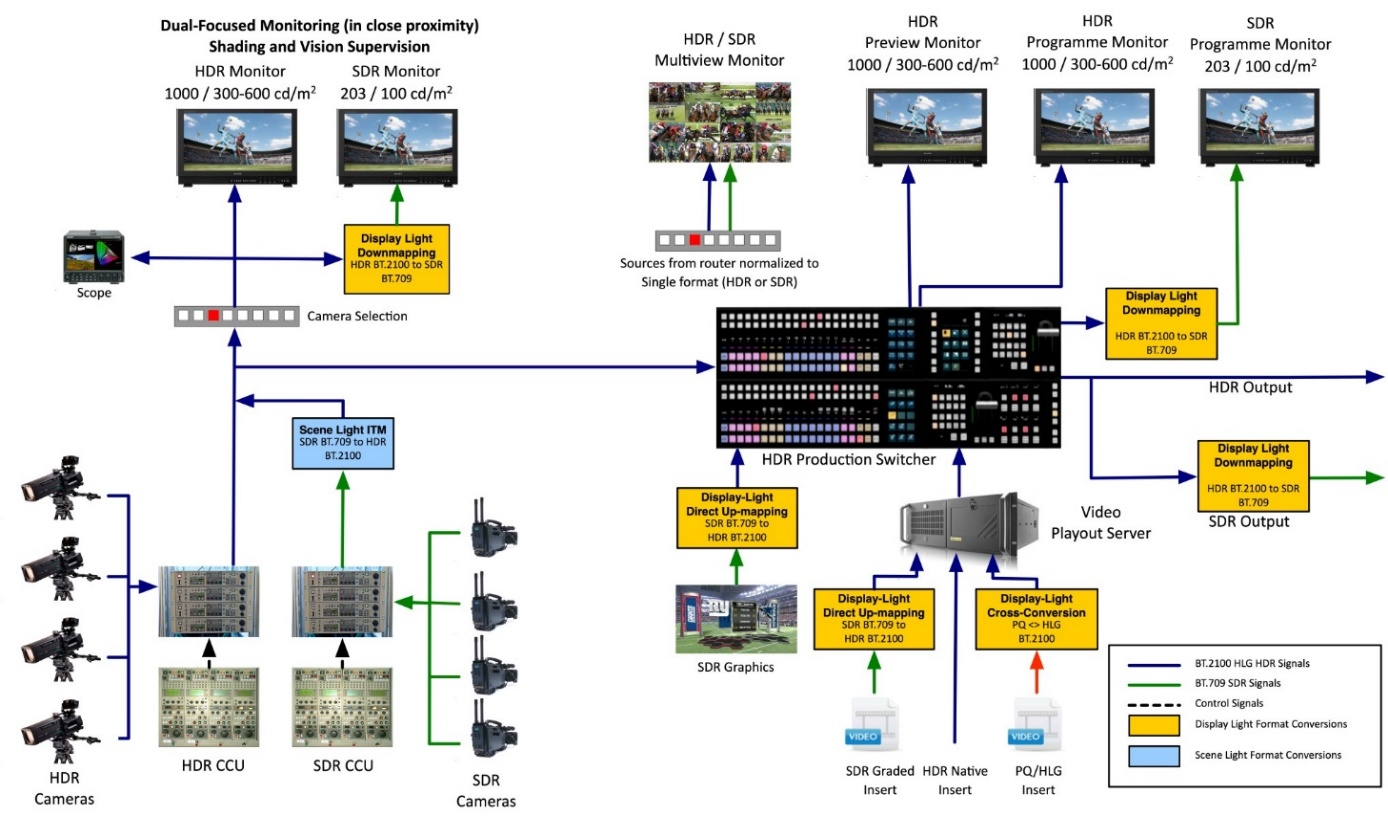 Dual-Focused Monitoring (in close proximity)
Shading and Vision Supervision
HDR Monitor
1000 / 300-600 cd/m²
SDR Monitor
203 / 100 cd/m²
HDR / SDR
Multiview Monitor
HDR
Preview Monitor
1000 / 300-600 cd/m²
HDR
Programme Monitor
1000 / 300-600 cd/m²
SDR
Programme Monitor
203 / 100 cd/m²
Scope
Display Light
Downmapping
HDR BT.2100 to SDR
BT.709
Sources from router normalized to
Single format (HDR or SDR)
Camera Selection
Display Light
Downmapping
HDR BT.2100 to SDR
BT.709
HDR Output
Scene Light ITM
SDR BT.709 to HDR
BT.2100
HDR Production Switcher
Display Light
Downmapping
HDR BT.2100 to SDR
BT.709
SDR Output
Display-Light
Direct Up-mapping
SDR BT.709 to
HDR BT.2100
Video
Playout Server
SDR Graphics
Display-Light
Direct Up-mapping
SDR BT.709 to
HDR BT.2100
Display-Light
Cross-Conversion
PQ <> HLG
BT.2100
VIDEO
VIDEO
SDR Graded
Insert
HDR Native
Insert
PQ/HLG
Insert
HDR
Cameras
HDR CCU
SDR CCU
SDR
Cameras
BT.2100 HLG HDR Signals
BT.709 SDR Signals
Control Signals
Display Light Format Conversions
Scene Light Format Conversions